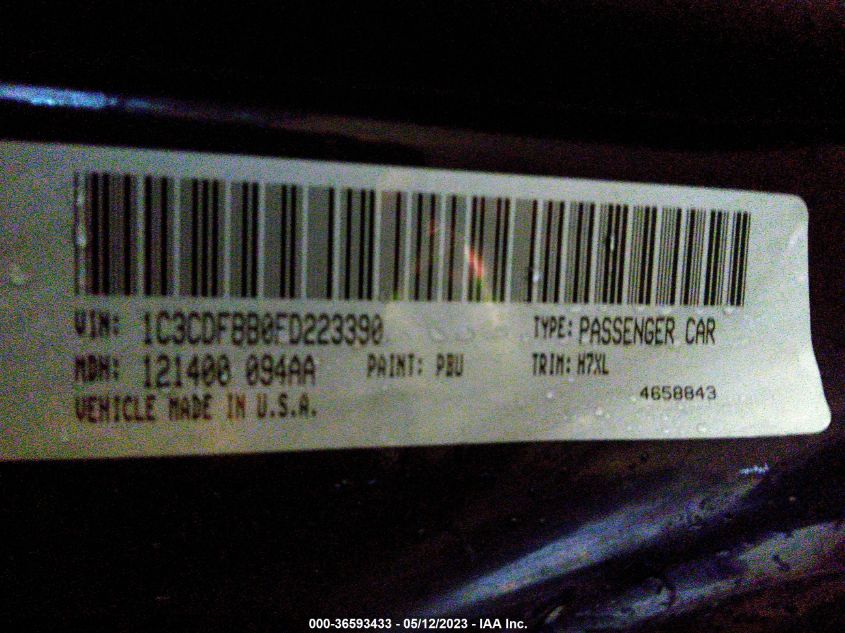 VIN: 1C3CDFBB0FD223390 TYPE: PASSENGER CAR
MDH: 121400 094AA PAINT: PBU TRIM: H7XL
VEHICLE MADE IN U.S.A. 4658843
000-36593433 - 05/12/2023 - IAA Inc.